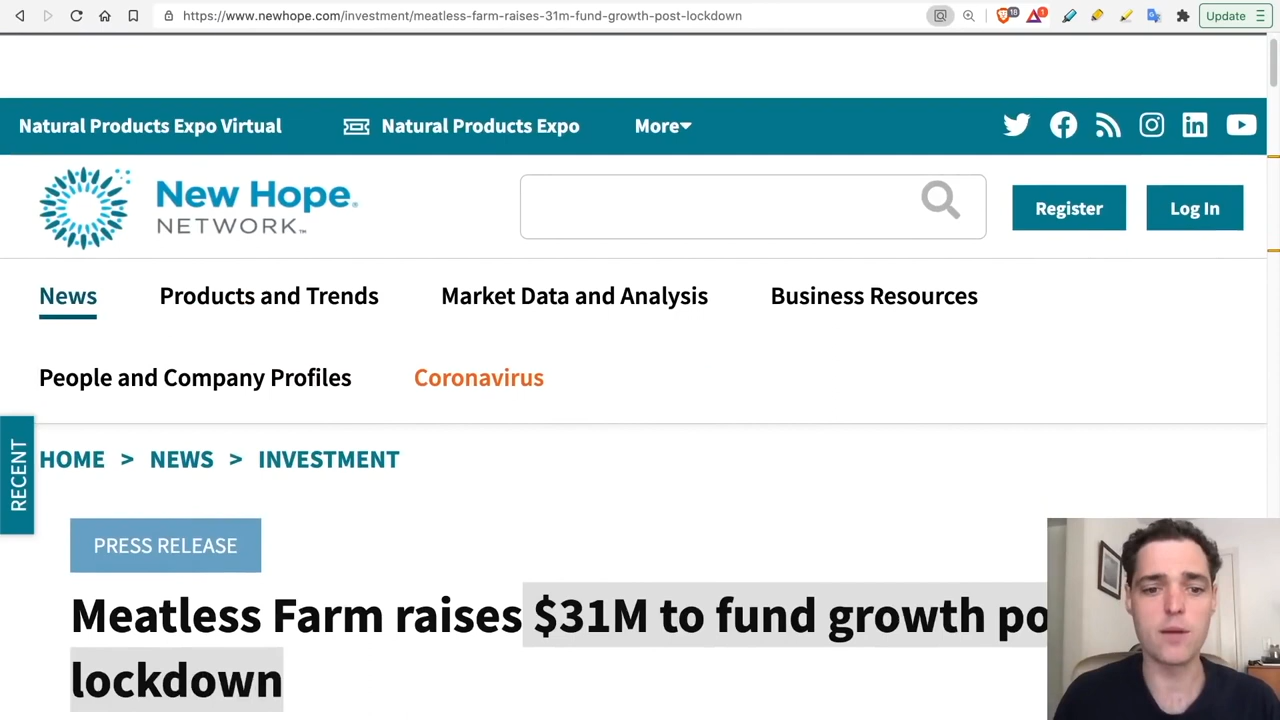 https://www.newhope.com/investment/meatless-farm-raises-31m-fund-growth-post-lockdown
18
1
Update
Natural Products Expo Virtual
Natural Products Expo
More
New Hope®
NETWORK™
Register
Log In
News
Products and Trends
Market Data and Analysis
Business Resources
People and Company Profiles
Coronavirus
RECENT
HOME > NEWS > INVESTMENT
PRESS RELEASE
Meatless Farm raises $31M to fund growth po
lockdown